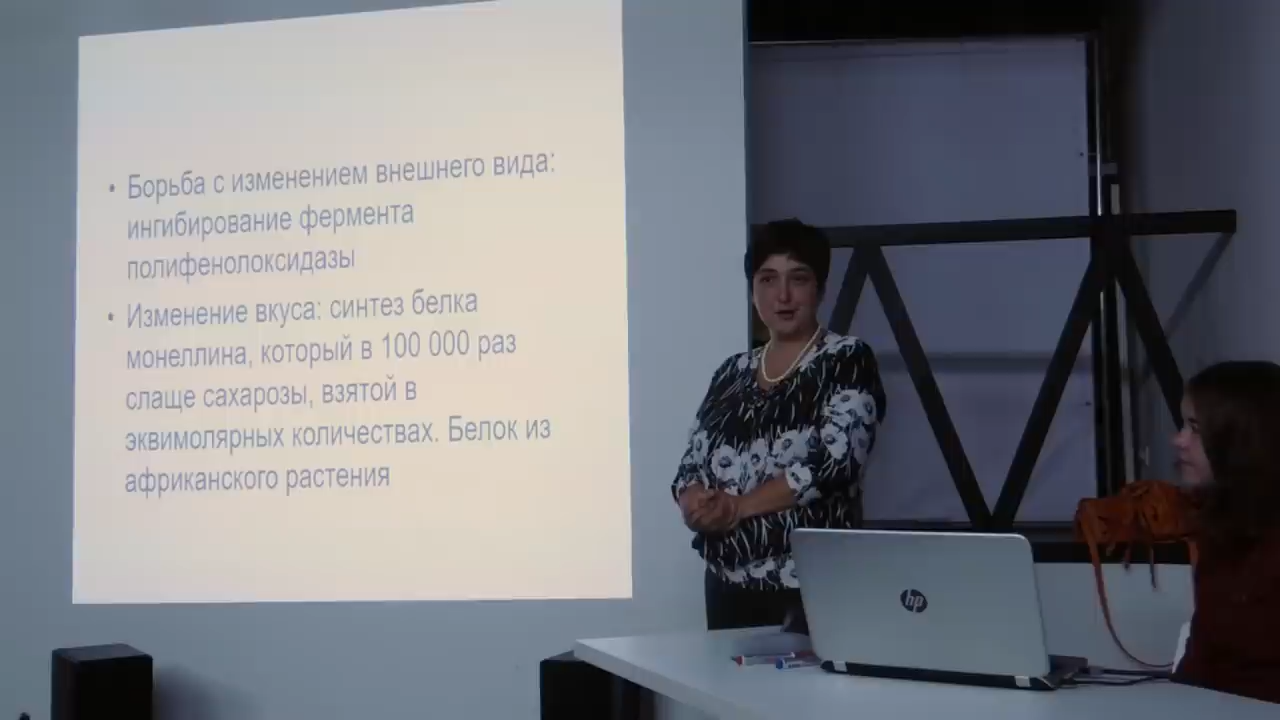 • Борьба с изменением внешнего вида:
ингибирование фермента
полифенолоксидазы
• Изменение вкуса: синтез белка
монеллина, который в 100 000 раз
слаще сахарозы, взятой в
эквимолярных количествах. Белок из
африканского растения
hp